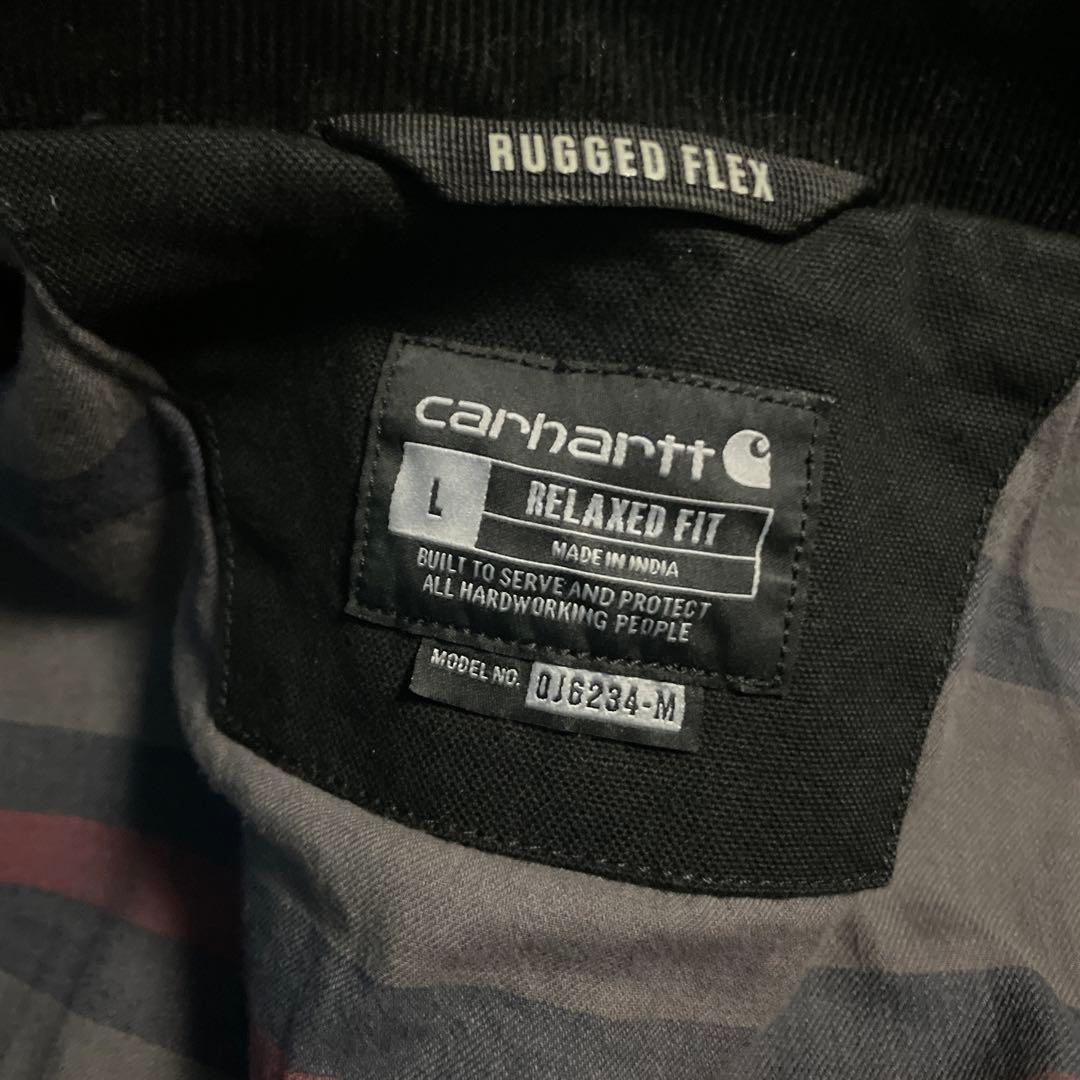 RUGGED FLEX
carhartt
L
RELAXED FIT
MADE IN INDIA
BUILT TO SERVE AND PROTECT
ALL HARDWORKING PEOPLE
MODEL NO. OJ6234-M